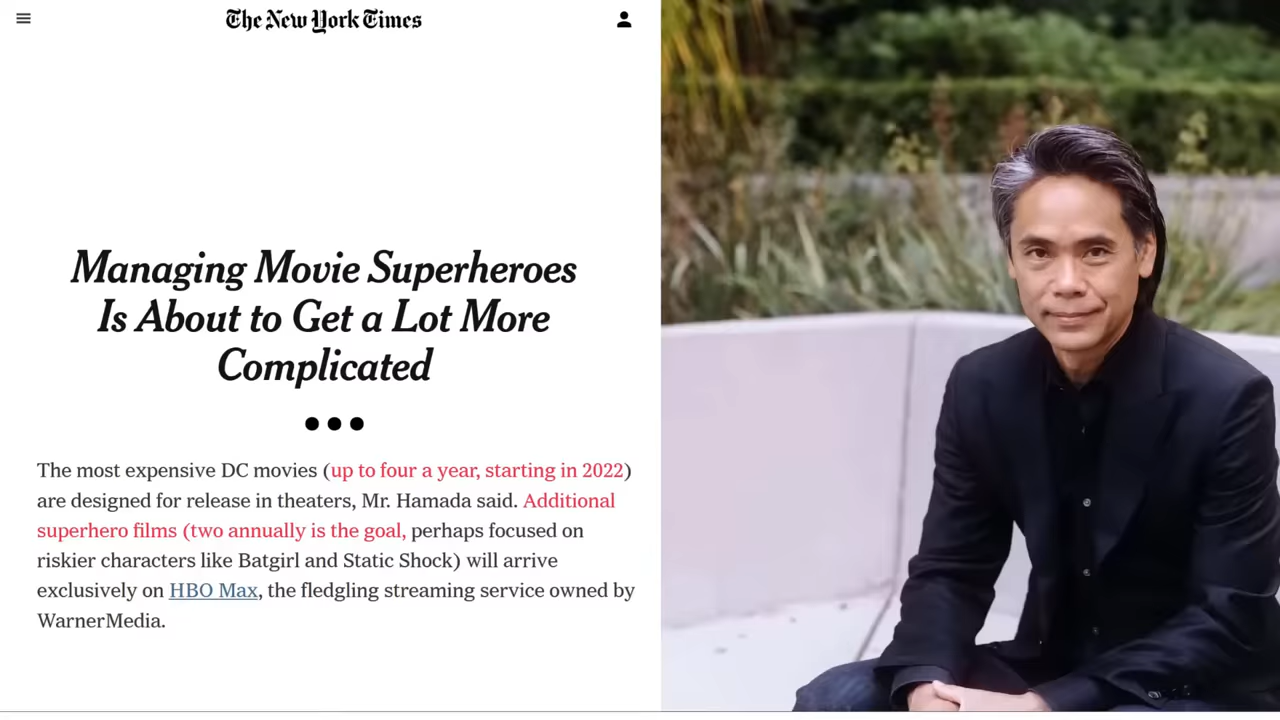 The New York Times
Managing Movie Superheroes
Is About to Get a Lot More
Complicated
The most expensive DC movies (up to four a year, starting in 2022)
are designed for release in theaters, Mr. Hamada said. Additional
superhero films (two annually is the goal, perhaps focused on
riskier characters like Batgirl and Static Shock) will arrive
exclusively on HBO Max, the fledgling streaming service owned by
WarnerMedia.